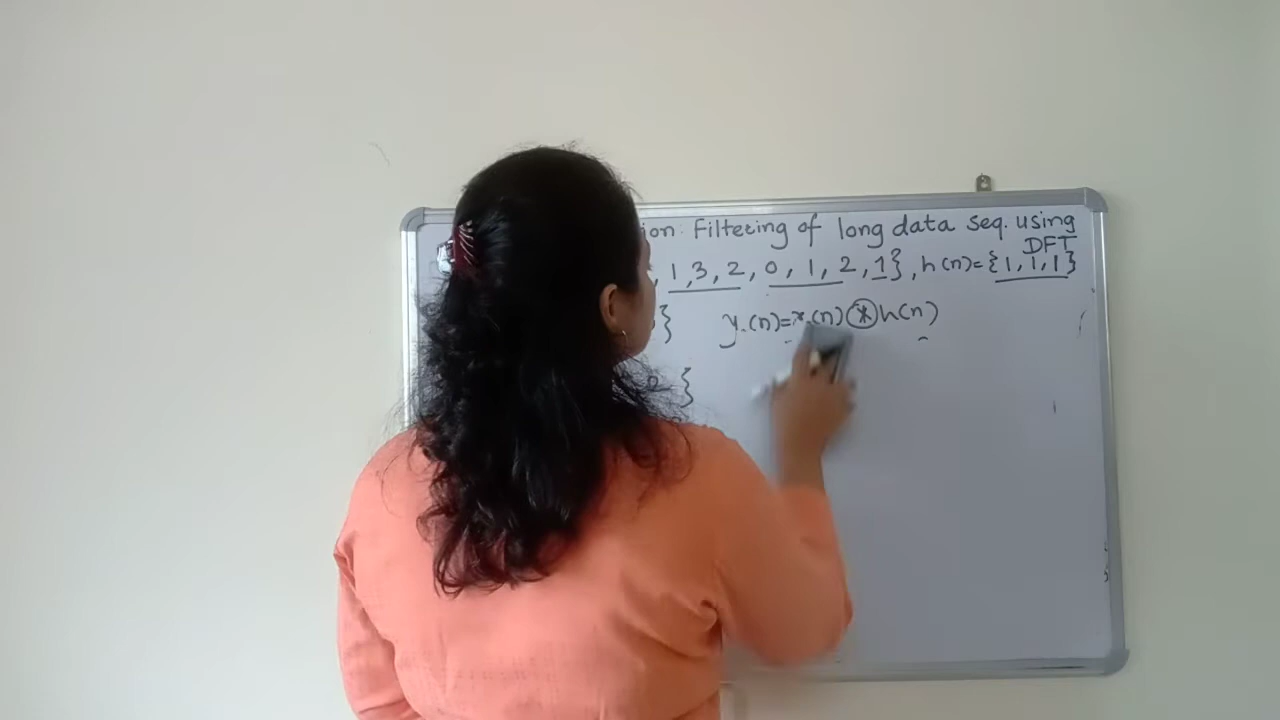 ion: Filtering of long data seq. using
DFT
, 1, 3, 2, 0, 1, 2, 1}, h(n)= {1, 1, 1}
} y.(n)=x.(n) * h(n)
}